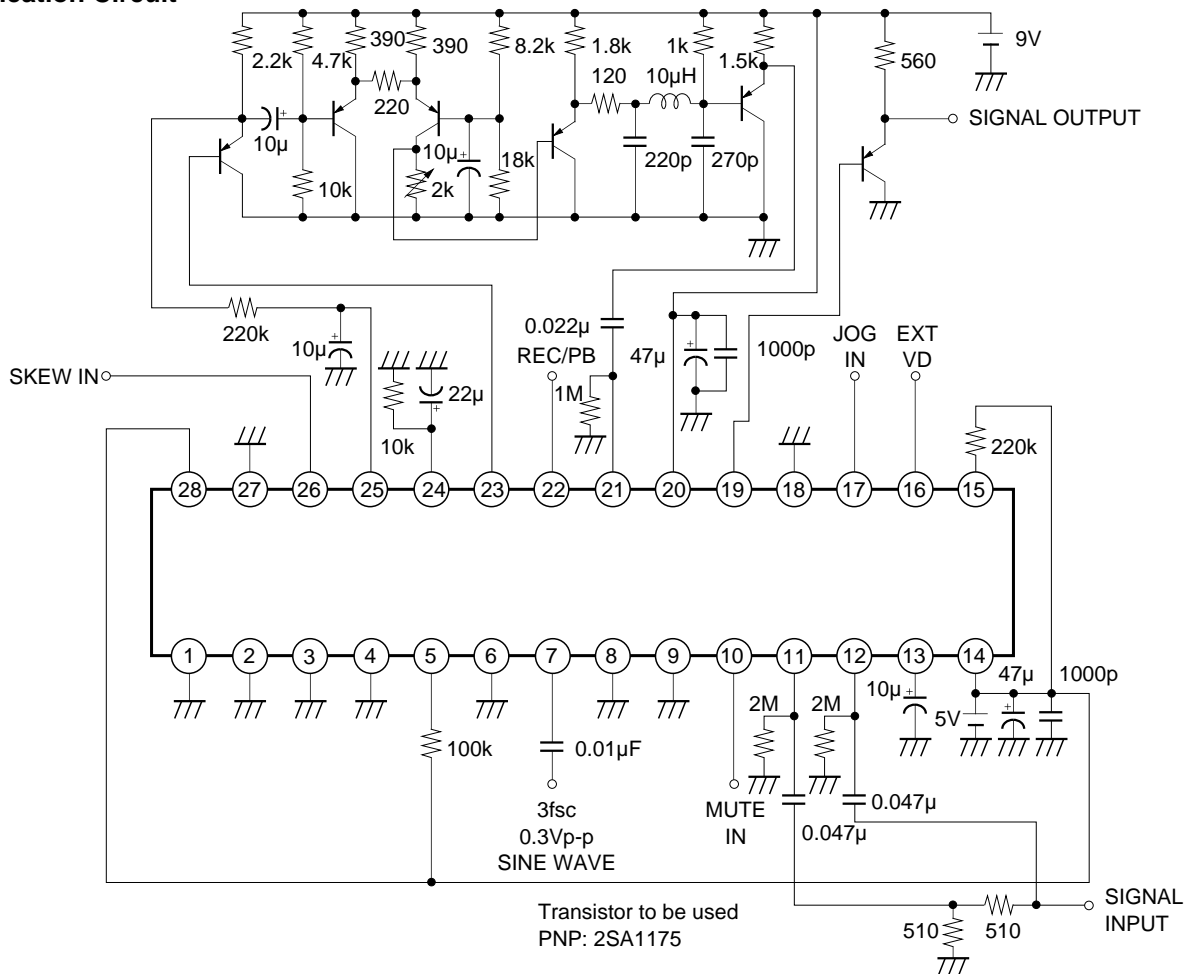 ication Circuit
2.2k 4.7k 390 390 8.2k 1.8k 1k 1.5k 560 9V
220 120 10µH
10µ 10µ 220p 270p SIGNAL OUTPUT
10k 2k 18k
220k 10µ 0.022µ 47µ 1000p JOG IN EXT VD
REC/PB
SKEW IN 22µ 1M
10k 220k
28 27 26 25 24 23 22 21 20 19 18 17 16 15
1 2 3 4 5 6 7 8 9 10 11 12 13 14
2M 2M 10µ 5V 47µ 1000p
100k 0.01µF
3fsc
0.3Vp-p
SINE WAVE
MUTE
IN
0.047µ
0.047µ
Transistor to be used
PNP: 2SA1175
510 510
SIGNAL
INPUT